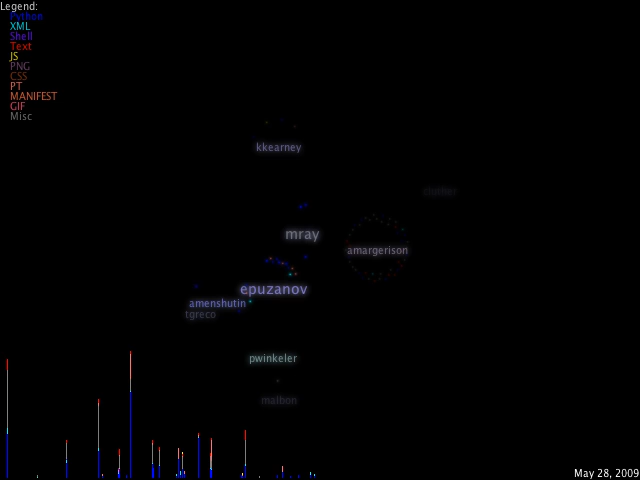 Legend:
Python
XML
Shell
Text
JS
PNG
CSS
PT
MANIFEST
GIF
Misc
kkearney
mray
amargerison
epuzanov
amenshutin
tgreco
pwinkeler
malbon
May 28, 2009